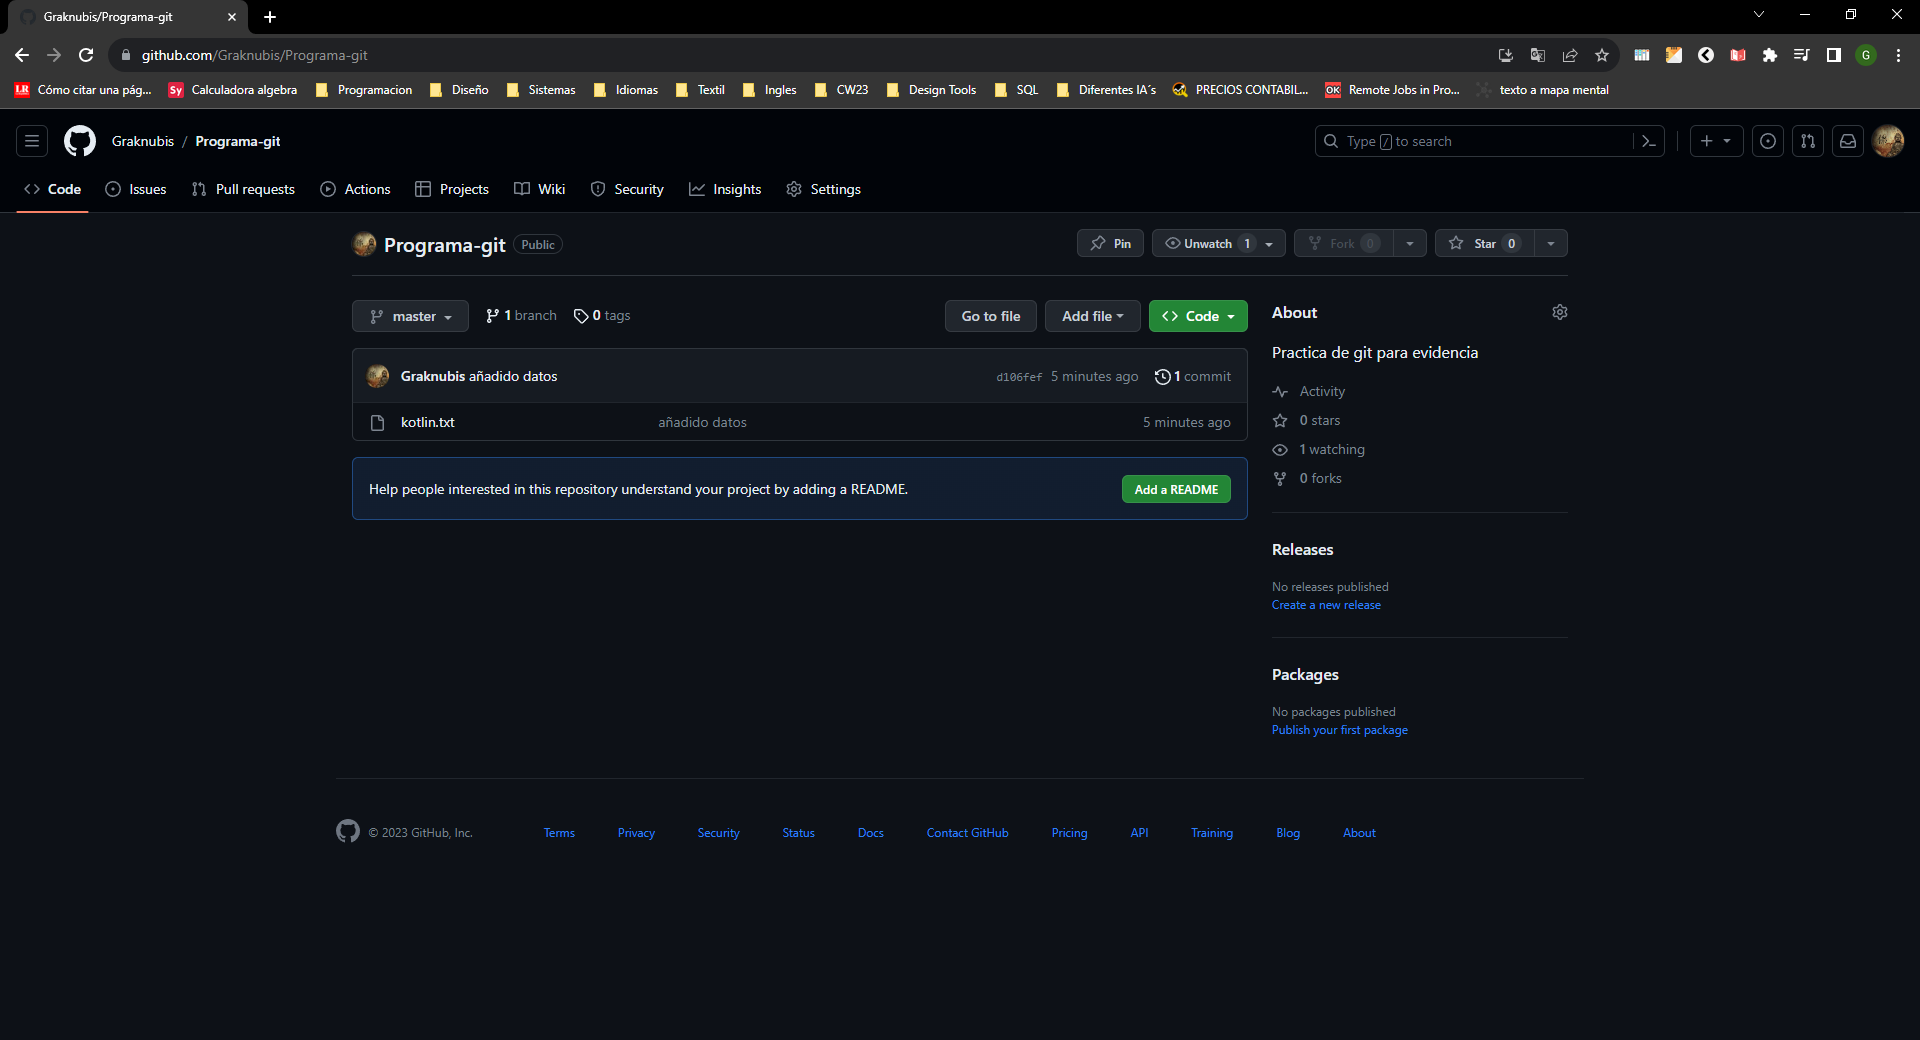 Graknubis/Programa-git
github.com/Graknubis/Programa-git
G
LR Cómo citar una pág... Sy Calculadora algebra Programacion Diseño Sistemas Idiomas Textil Ingles CW23 Design Tools SQL Diferentes IA´s PRECIOS CONTABIL... OK Remote Jobs in Pro... texto a mapa mental
Graknubis / Programa-git Type / to search
Code Issues Pull requests Actions Projects Wiki Security Insights Settings
Programa-git Public Pin Unwatch 1 Fork 0 Star 0
master 1 branch 0 tags Go to file Add file Code
Graknubis añadido datos d106fef 5 minutes ago 1 commit
kotlin.txt añadido datos 5 minutes ago
Help people interested in this repository understand your project by adding a README. Add a README
About
Practica de git para evidencia
Activity
0 stars
1 watching
0 forks
Releases
No releases published
Create a new release
Packages
No packages published
Publish your first package
© 2023 GitHub, Inc. Terms Privacy Security Status Docs Contact GitHub Pricing API Training Blog About